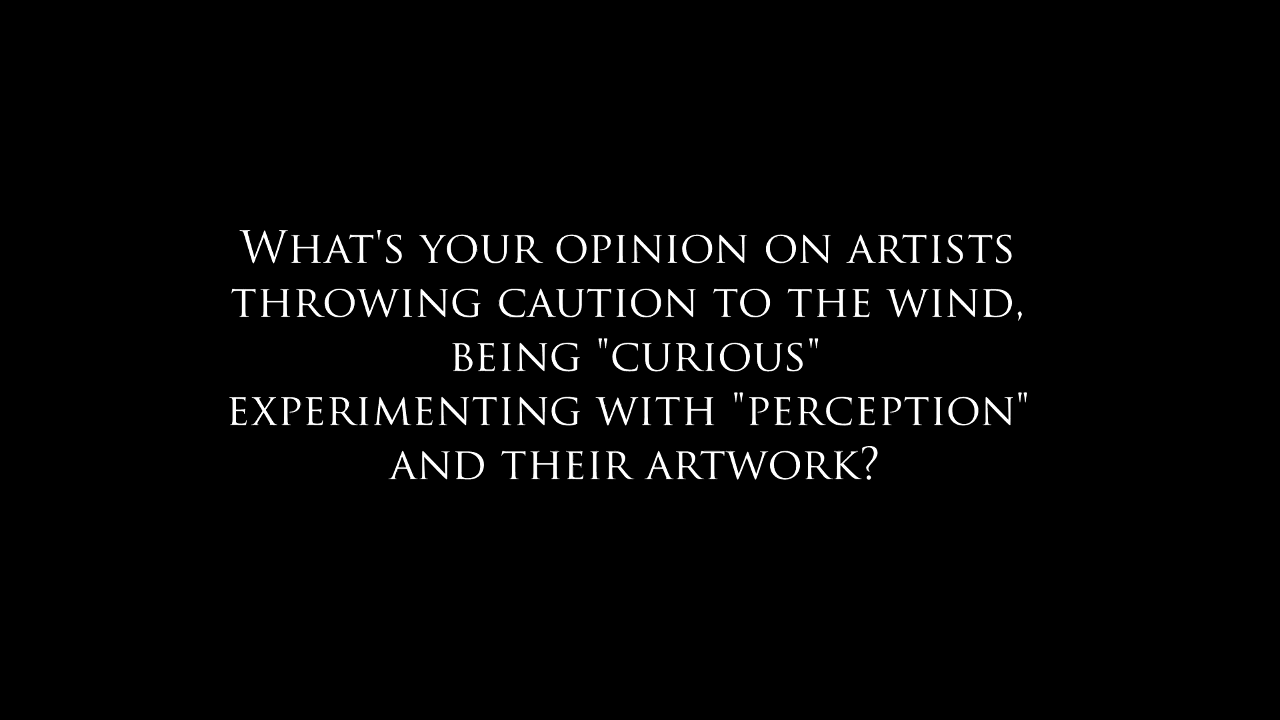 What's your opinion on artists
throwing caution to the wind,
being "curious"
experimenting with "perception"
and their artwork?